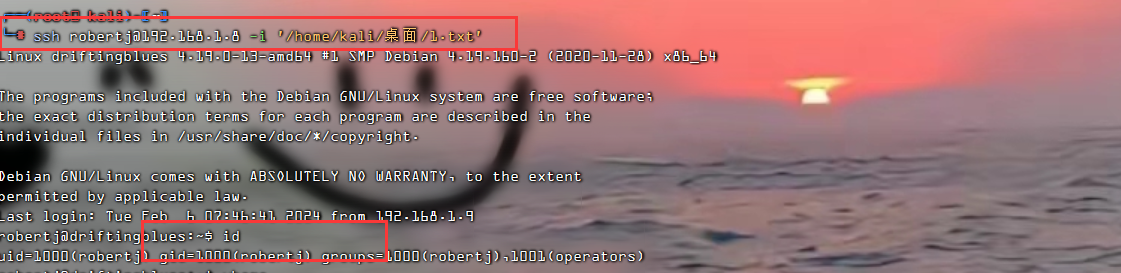 ┌──(root㉿kali)-[~]
└─# ssh robertj@192.168.1.8 -i '/home/kali/桌面/1.txt'
Linux driftingblues 4.19.0-13-amd64 #1 SMP Debian 4.19.160-2 (2020-11-28) x86_64
The programs included with the Debian GNU/Linux system are free software;
the exact distribution terms for each program are described in the
individual files in /usr/share/doc/*/copyright.
Debian GNU/Linux comes with ABSOLUTELY NO WARRANTY, to the extent
permitted by applicable law.
Last login: Tue Feb  6 07:46:41 2024 from 192.168.1.9
robertj@driftingblues:~$ id
uid=1000(robertj) gid=1000(robertj) groups=1000(robertj),1001(operators)